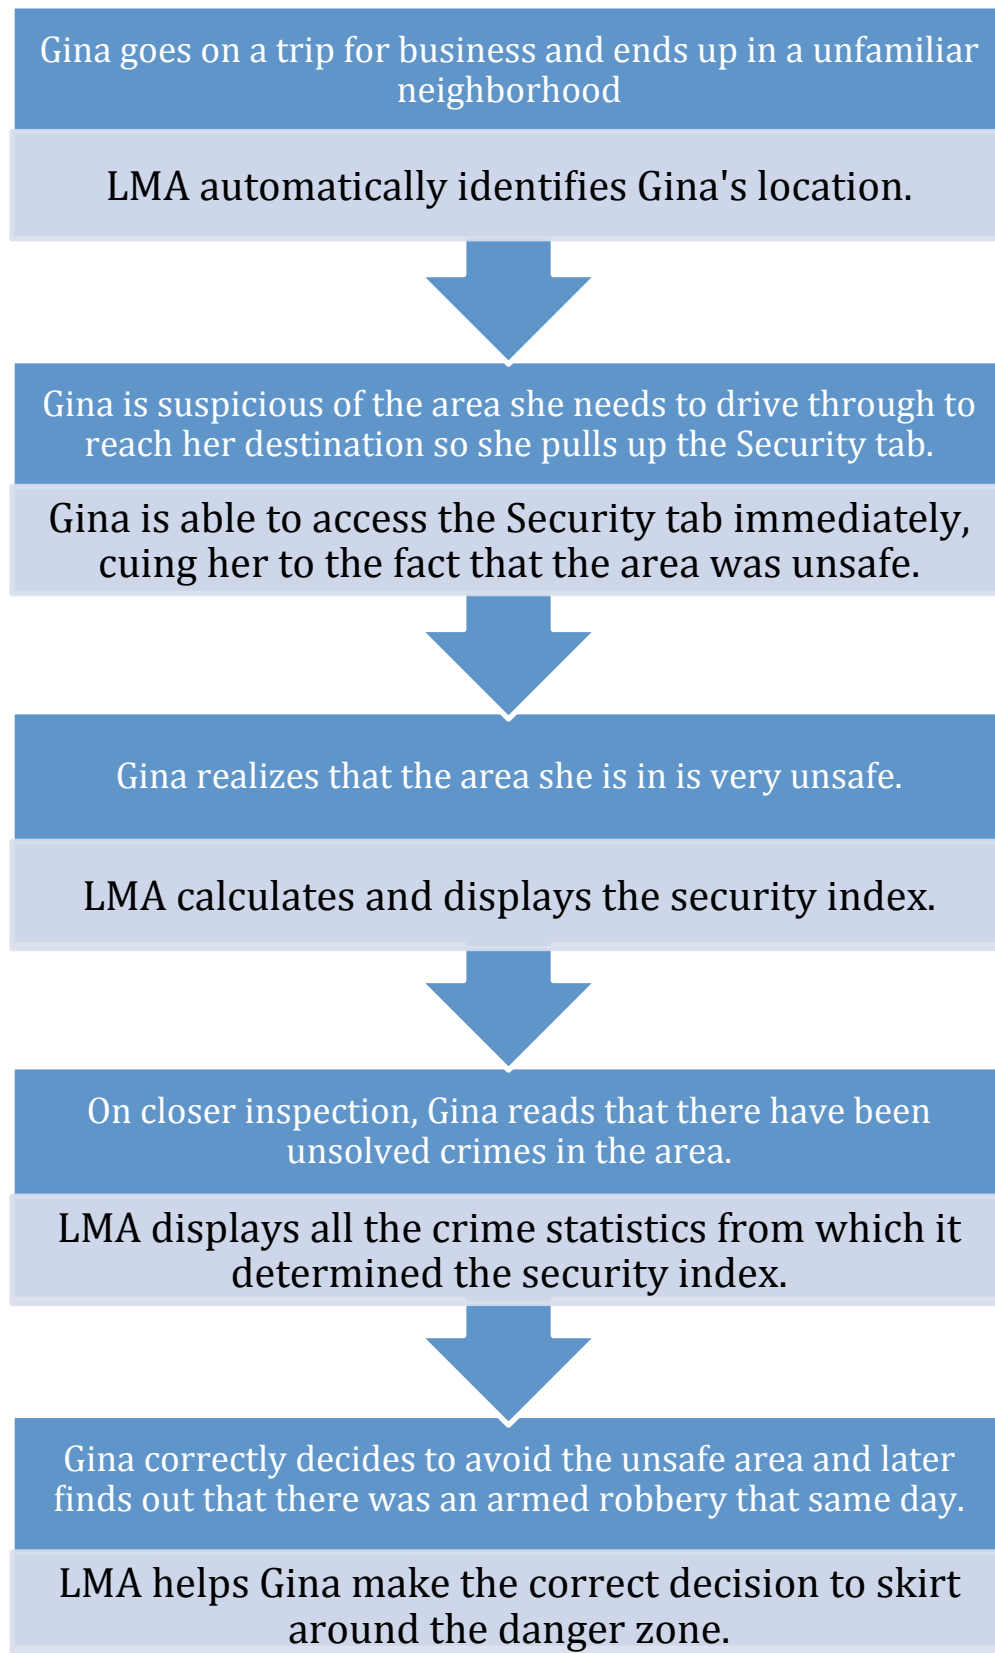 Gina goes on a trip for business and ends up in a unfamiliar
neighborhood
LMA automatically identifies Gina's location.
Gina is suspicious of the area she needs to drive through to
reach her destination so she pulls up the Security tab.
Gina is able to access the Security tab immediately,
cuing her to the fact that the area was unsafe.
Gina realizes that the area she is in is very unsafe.
LMA calculates and displays the security index.
On closer inspection, Gina reads that there have been
unsolved crimes in the area.
LMA displays all the crime statistics from which it
determined the security index.
Gina correctly decides to avoid the unsafe area and later
finds out that there was an armed robbery that same day.
LMA helps Gina make the correct decision to skirt
around the danger zone.